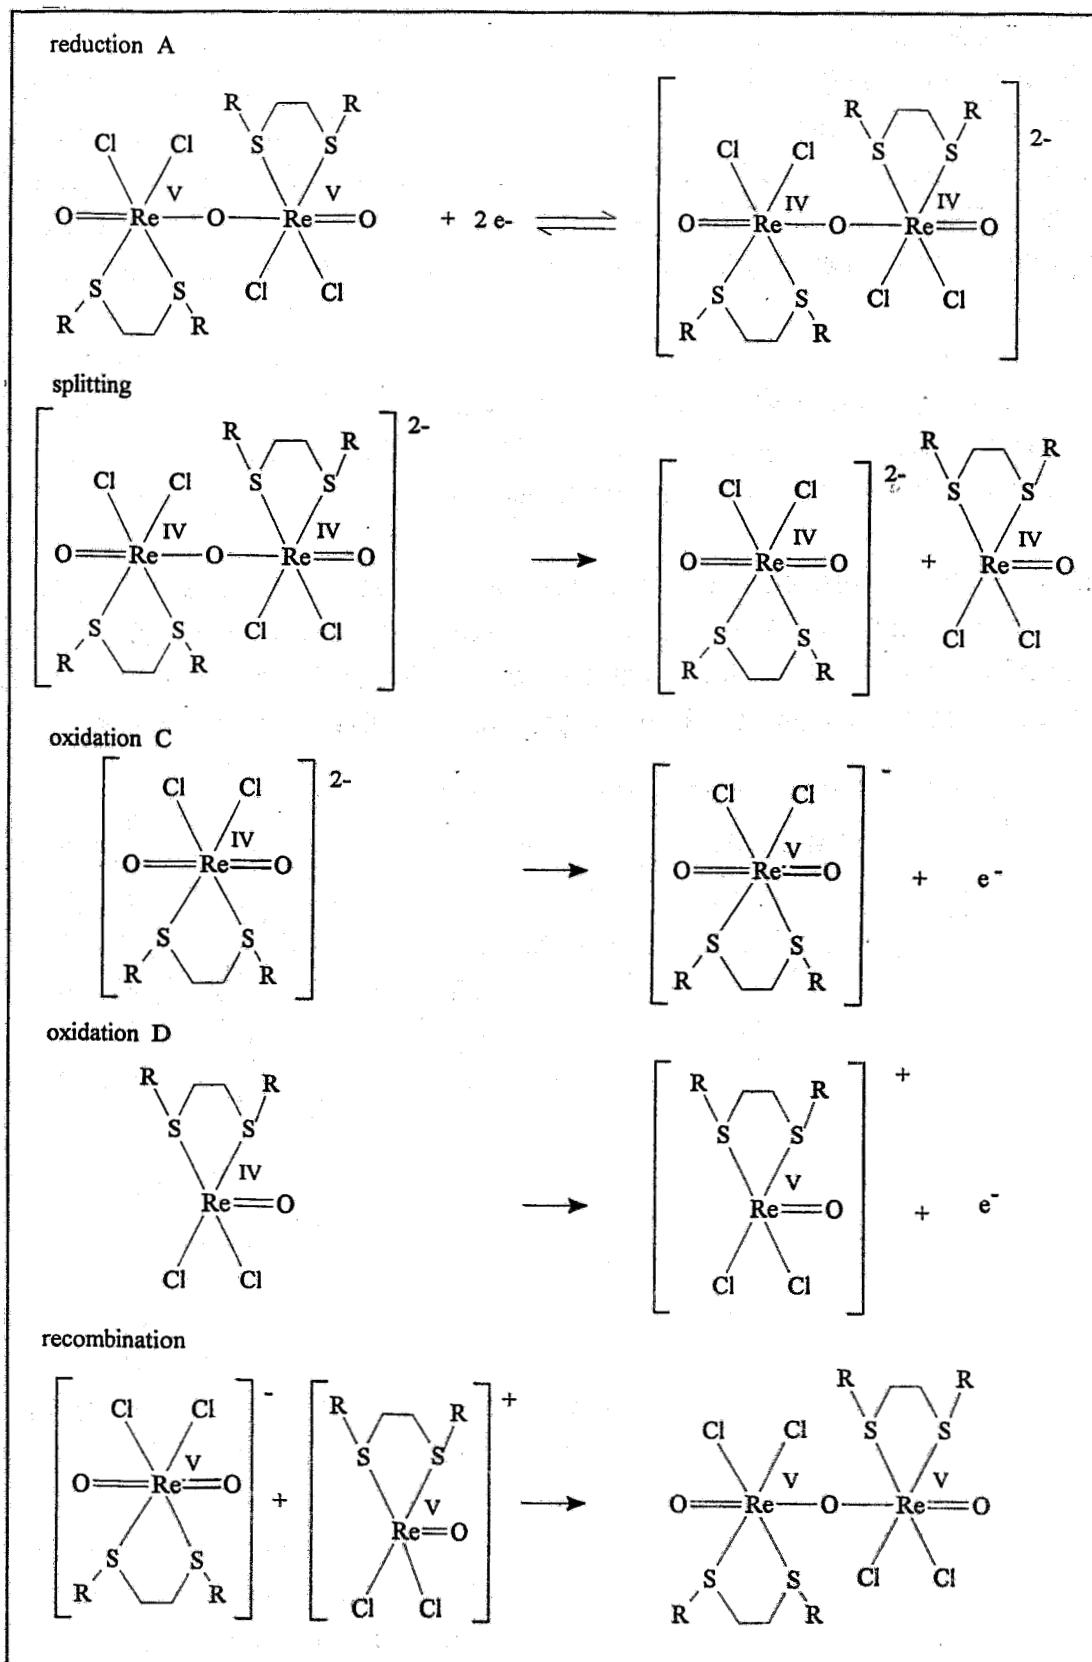 reduction A
R R
Cl Cl S S
V V
O Re O Re O + 2 e-
S S Cl Cl
R R
R R 2-
Cl Cl S S
IV IV
O Re O Re O
S S Cl Cl
R R
splitting
R R 2-
Cl Cl S S
IV IV
O Re O Re O
S S Cl Cl
R R
Cl Cl 2-
IV
O Re O +
S S
R R
R R
S S
IV
Re O
Cl Cl
oxidation C
Cl Cl 2-
IV
O Re O
S S
R R
Cl Cl -
V
O Re O + e-
S S
R R
oxidation D
R R
S S
IV
Re O
Cl Cl
R R +
S S
V
Re O + e-
Cl Cl
recombination
Cl Cl -
V
O Re O +
S S
R R
R R +
S S
V
Re O
Cl Cl
R R
Cl Cl S S
V V
O Re O Re O
S S Cl Cl
R R